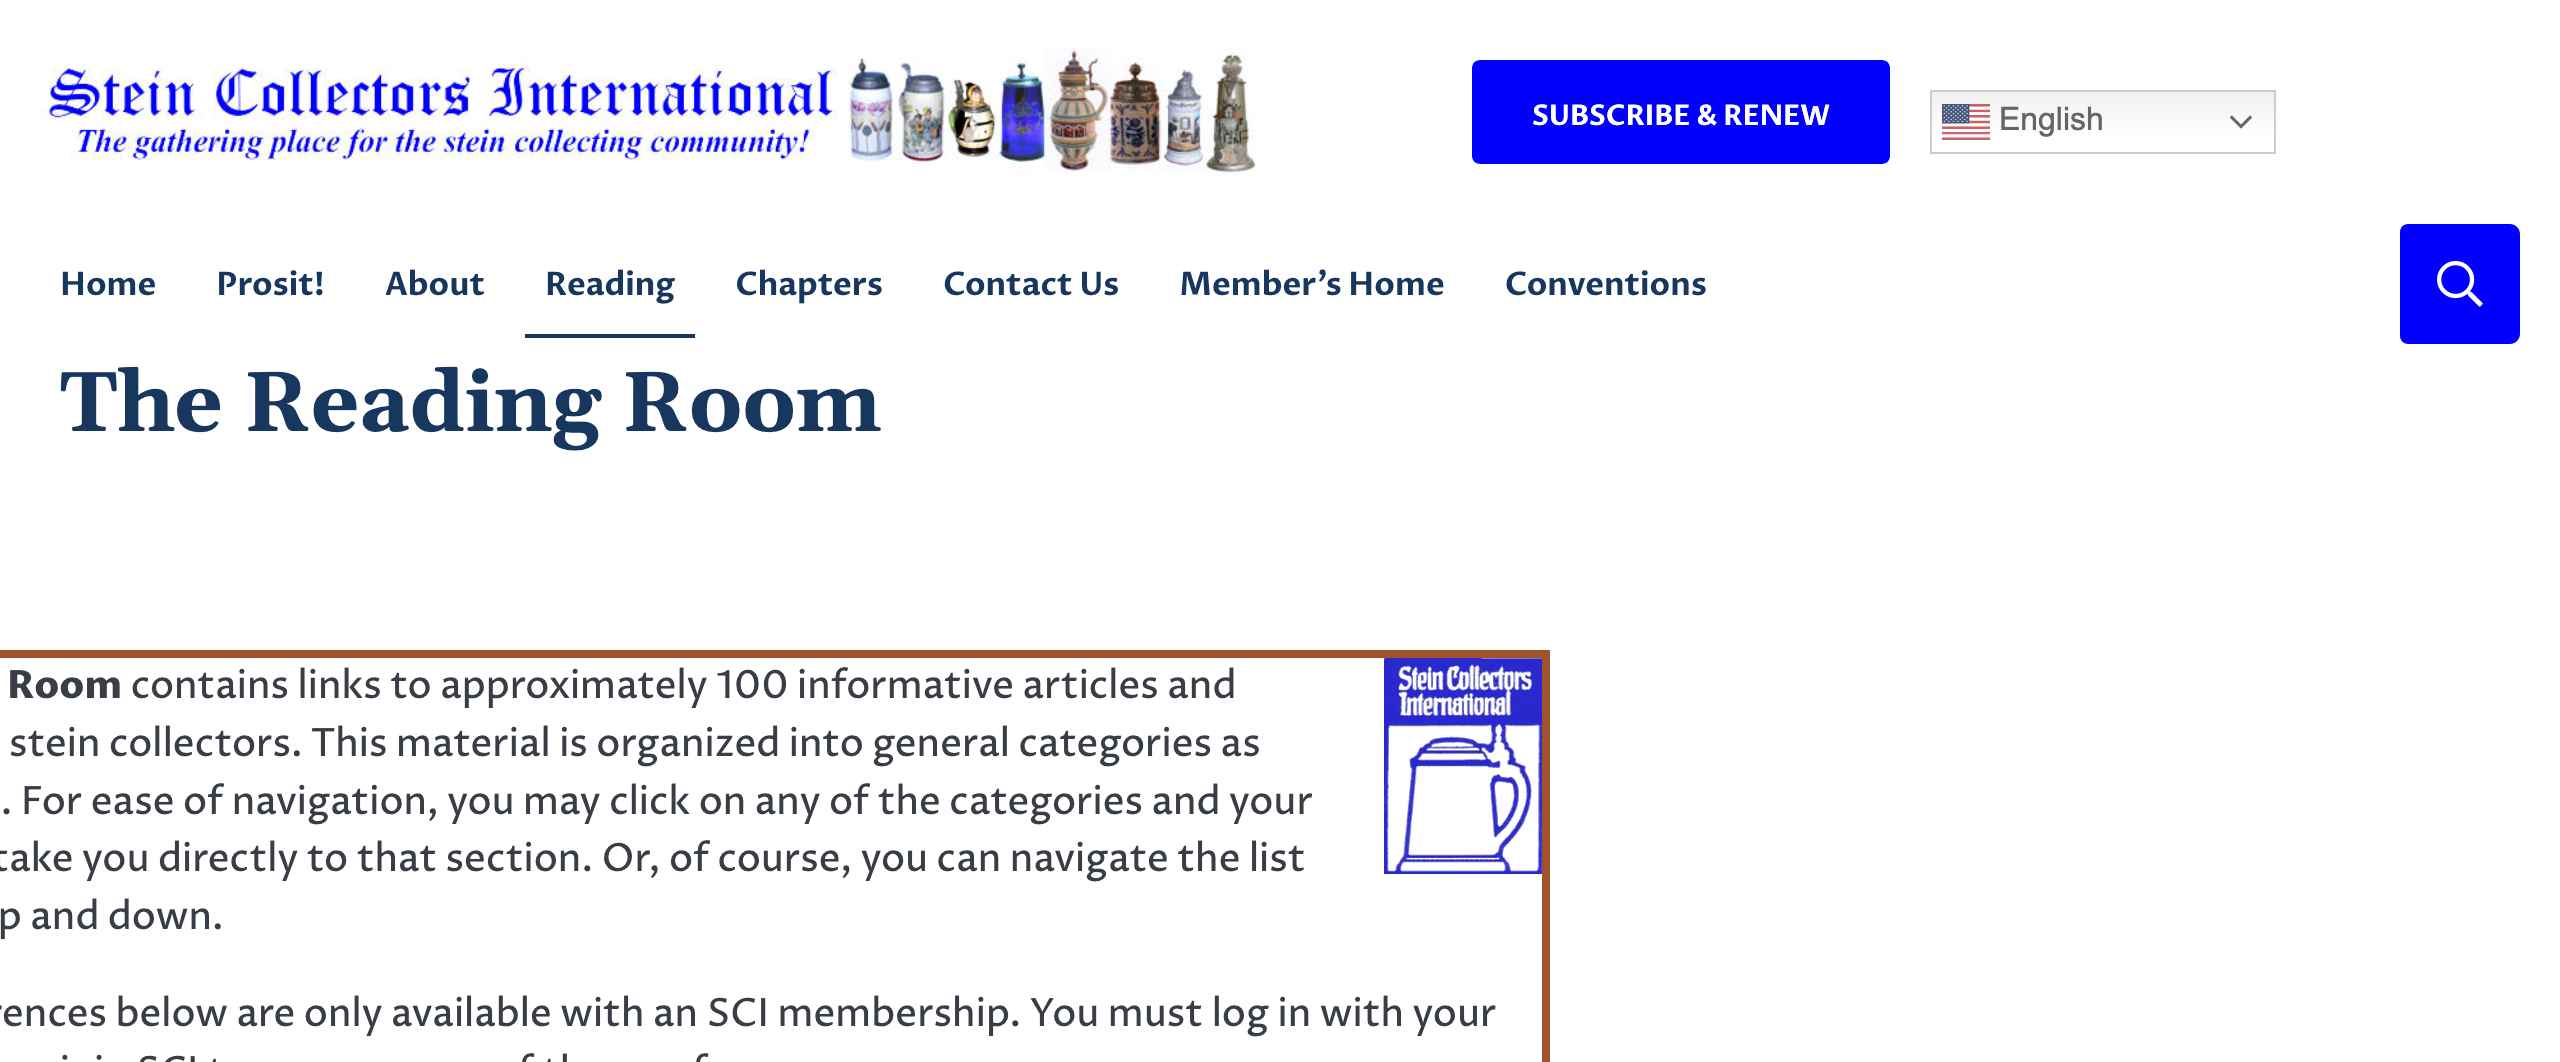 Stein Collectors International
The gathering place for the stein collecting community!
SUBSCRIBE & RENEW
English
Home Prosit! About Reading Chapters Contact Us Member’s Home Conventions
The Reading Room
Room contains links to approximately 100 informative articles and
stein collectors. This material is organized into general categories as
. For ease of navigation, you may click on any of the categories and your
take you directly to that section. Or, of course, you can navigate the list
p and down.
Stein Collectors
International
rences below are only available with an SCI membership. You must log in with your
SCI